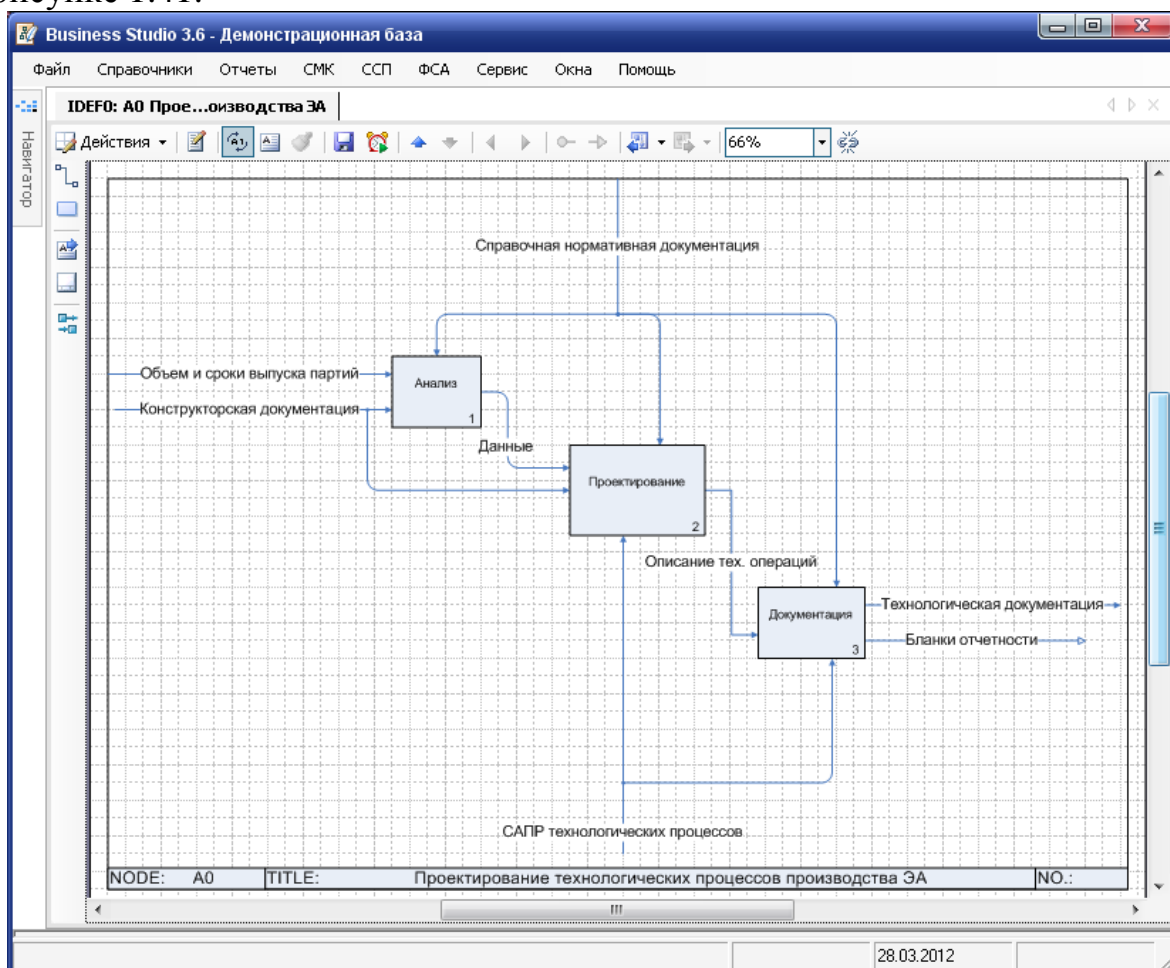 исунке 1.41.
Business Studio 3.6 - Демонстрационная база
Файл Справочники Отчеты СМК ССП ФСА Сервис Окна Помощь
IDEF0: A0 Прое...оизводства ЭА
Навигатор
Действия 66%
Справочная нормативная документация
Объем и сроки выпуска партий
Анализ
1
Конструкторская документация
Данные
Проектирование
2
Описание тех. операций
Документация
3
Технологическая документация
Бланки отчетности
САПР технологических процессов
NODE: A0 TITLE: Проектирование технологических процессов производства ЭА NO.:
28.03.2012